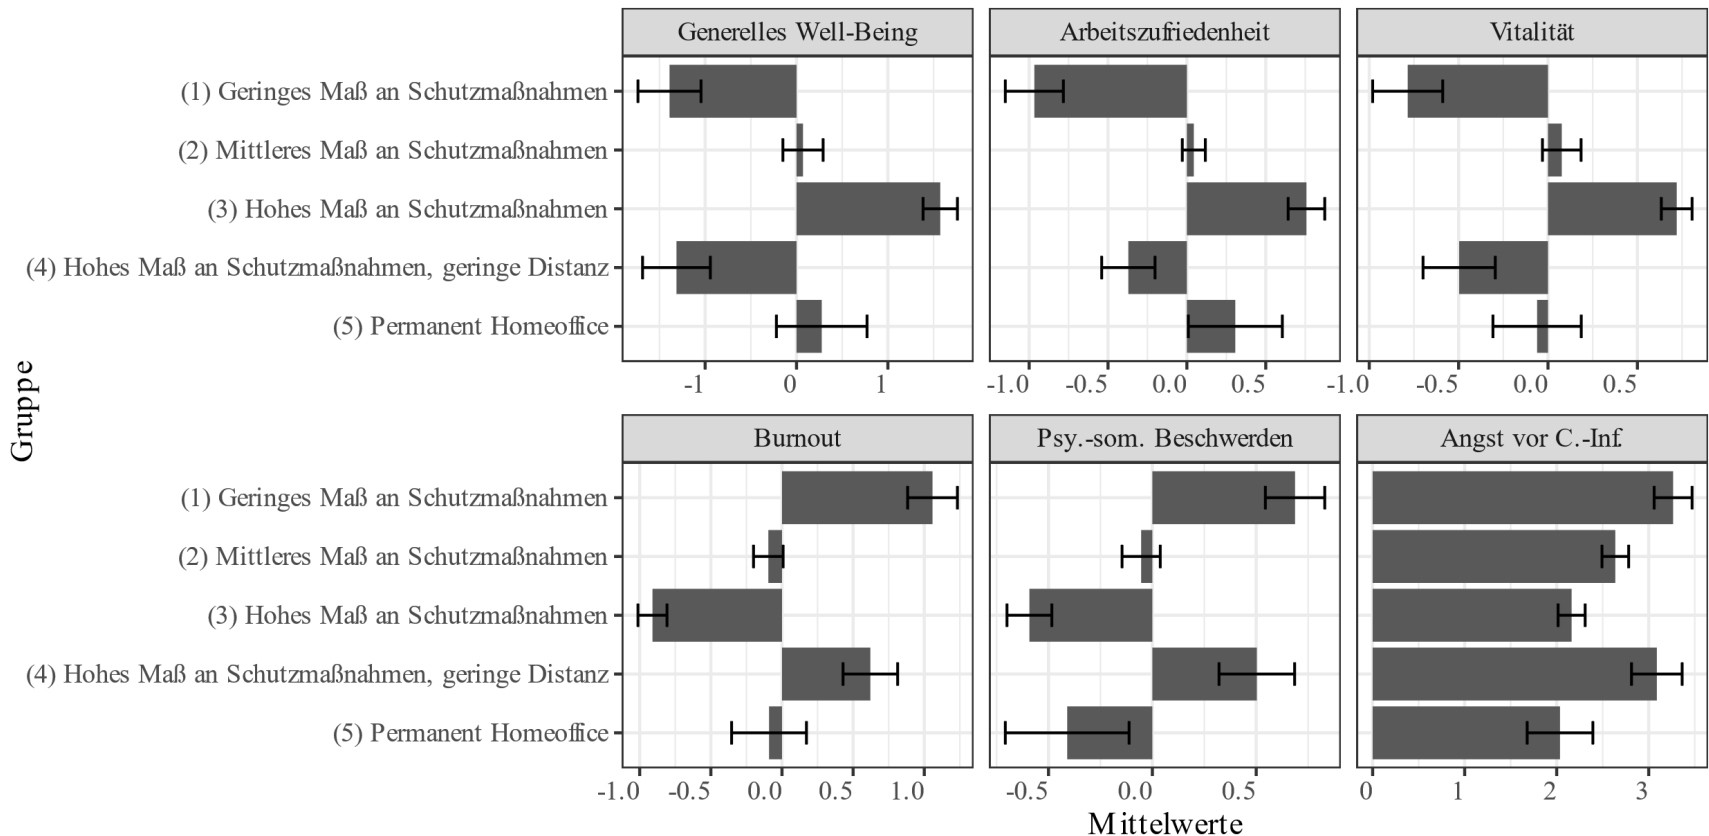 Generelles Well-Being
Arbeitszufriedenheit
Vitalität
(1) Geringes Maß an Schutzmaßnahmen
(2) Mittleres Maß an Schutzmaßnahmen
(3) Hohes Maß an Schutzmaßnahmen
(4) Hohes Maß an Schutzmaßnahmen, geringe Distanz
(5) Permanent Homeoffice
-1 0 1
-1.0 -0.5 0.0 0.5
-1.0 -0.5 0.0 0.5
Gruppe
Burnout
Psy.-som. Beschwerden
Angst vor C.-Inf.
(1) Geringes Maß an Schutzmaßnahmen
(2) Mittleres Maß an Schutzmaßnahmen
(3) Hohes Maß an Schutzmaßnahmen
(4) Hohes Maß an Schutzmaßnahmen, geringe Distanz
(5) Permanent Homeoffice
-1.0 -0.5 0.0 0.5 1.0
-0.5 0.0 0.5
0 1 2 3
Mittelwerte